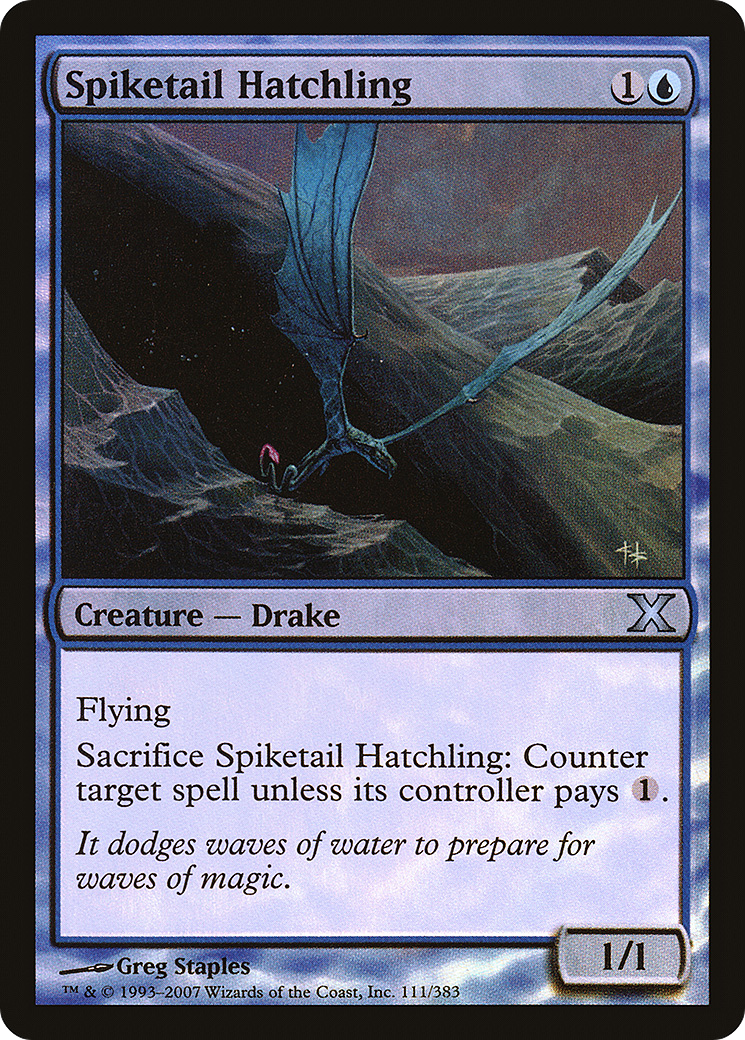 Spiketail Hatchling 1
Creature — Drake X
Flying
Sacrifice Spiketail Hatchling: Counter
target spell unless its controller pays 1.
It dodges waves of water to prepare for
waves of magic.
1/1
Greg Staples
™ & © 1993–2007 Wizards of the Coast, Inc. 111/383